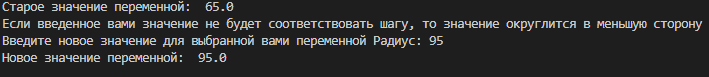 Старое значение переменной:  65.0
Если введенное вами значение не будет соответствовать шагу, то значение округлится в меньшую сторону
Введите новое значение для выбранной вами переменной Радиус: 95
Новое значение переменной:  95.0